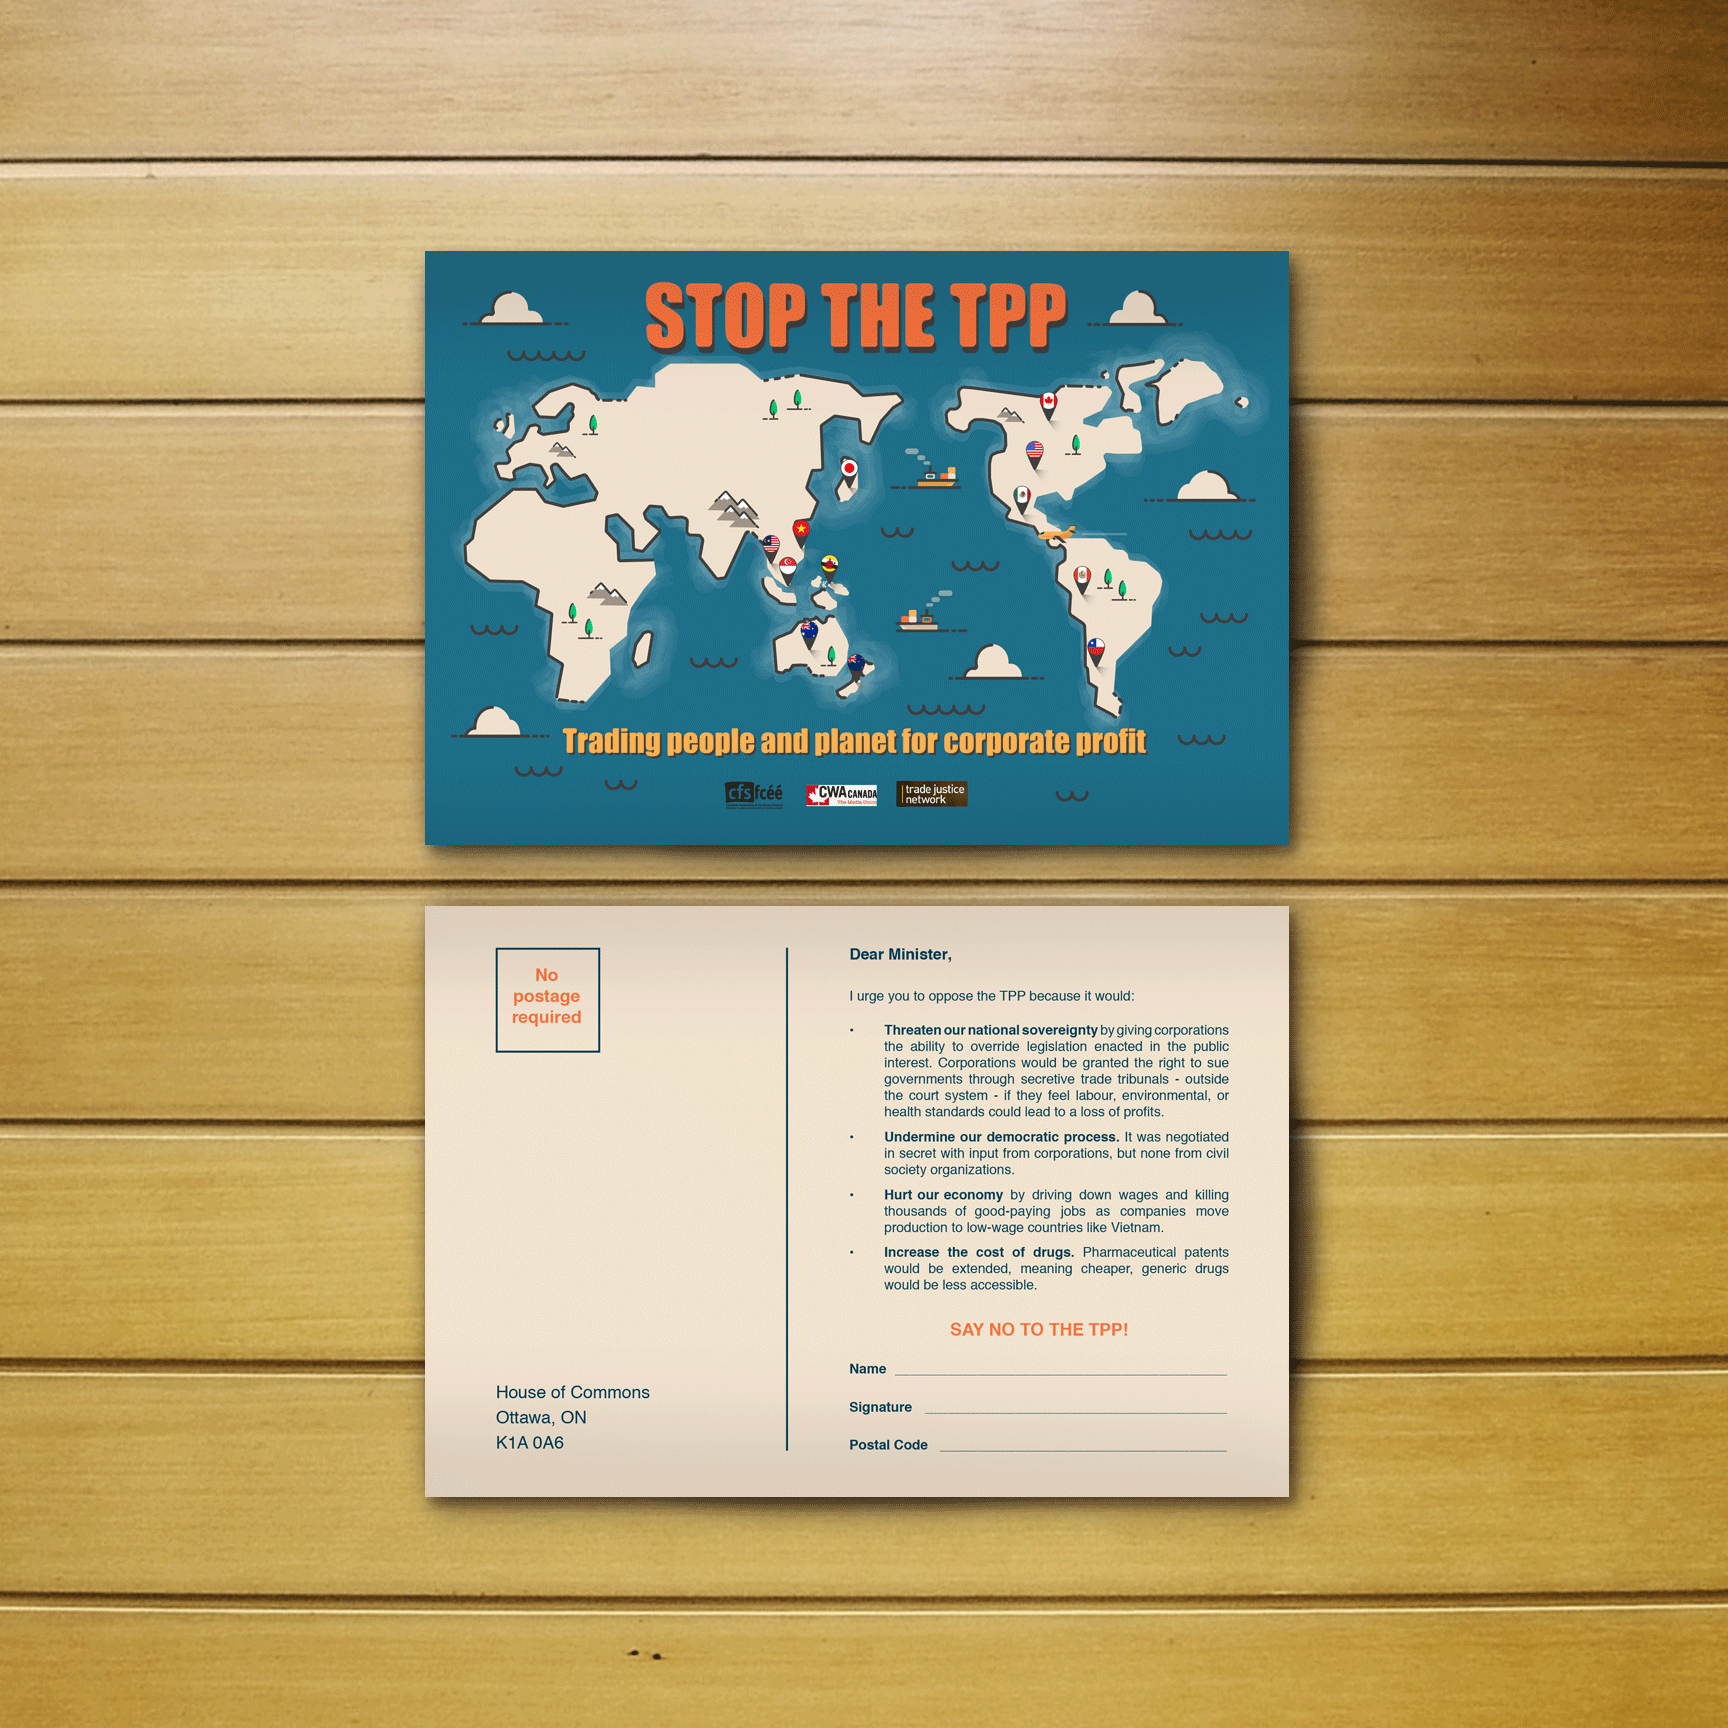 STOP THE TPP
Trading people and planet for corporate profit
cfs fcéé
CWA CANADA
The Media Union
trade justice
network
No
postage
required
House of Commons
Ottawa, ON
K1A 0A6
Dear Minister,
I urge you to oppose the TPP because it would:
• Threaten our national sovereignty by giving corporations
the ability to override legislation enacted in the public
interest. Corporations would be granted the right to sue
governments through secretive trade tribunals - outside
the court system - if they feel labour, environmental, or
health standards could lead to a loss of profits.
• Undermine our democratic process. It was negotiated
in secret with input from corporations, but none from civil
society organizations.
• Hurt our economy by driving down wages and killing
thousands of good-paying jobs as companies move
production to low-wage countries like Vietnam.
• Increase the cost of drugs. Pharmaceutical patents
would be extended, meaning cheaper, generic drugs
would be less accessible.
SAY NO TO THE TPP!
Name
Signature
Postal Code